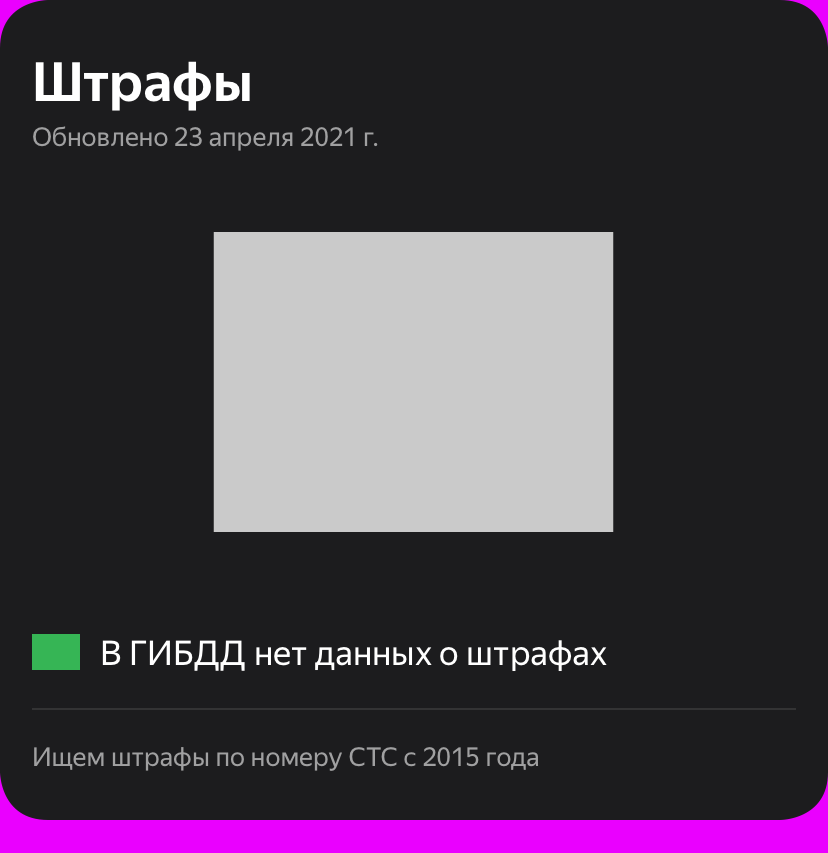 Штрафы
Обновлено 23 апреля 2021 г.
В ГИБДД нет данных о штрафах
Ищем штрафы по номеру СТС с 2015 года